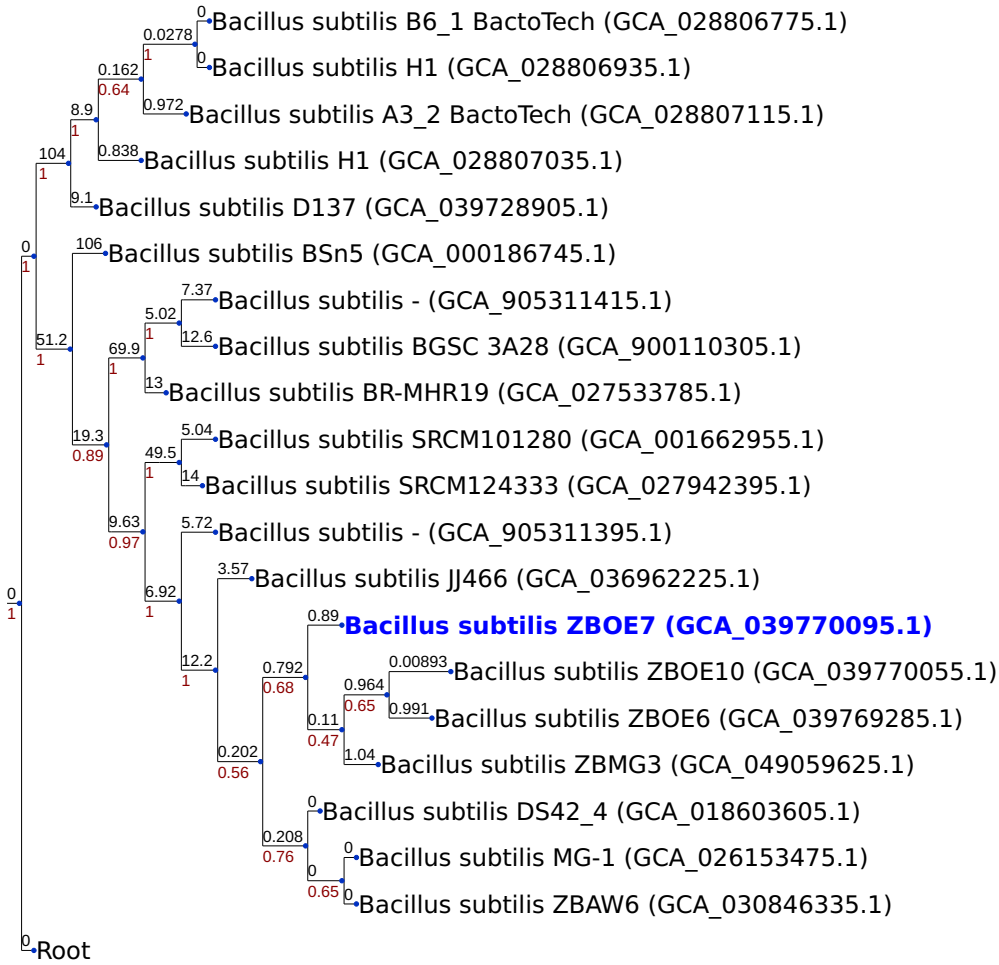 0
Bacillus subtilis B6_1 BactoTech (GCA_028806775.1)
0.0278
1
0
Bacillus subtilis H1 (GCA_028806935.1)
0.162
0.64
0.972
Bacillus subtilis A3_2 BactoTech (GCA_028807115.1)
8.9
1
0.838
Bacillus subtilis H1 (GCA_028807035.1)
104
1
9.1
Bacillus subtilis D137 (GCA_039728905.1)
0
1
106
Bacillus subtilis BSn5 (GCA_000186745.1)
7.37
Bacillus subtilis - (GCA_905311415.1)
5.02
1
12.6
Bacillus subtilis BGSC 3A28 (GCA_900110305.1)
51.2
1
69.9
1
13
Bacillus subtilis BR-MHR19 (GCA_027533785.1)
19.3
0.89
5.04
Bacillus subtilis SRCM101280 (GCA_001662955.1)
49.5
1
14
Bacillus subtilis SRCM124333 (GCA_027942395.1)
9.63
0.97
5.72
Bacillus subtilis - (GCA_905311395.1)
3.57
Bacillus subtilis JJ466 (GCA_036962225.1)
6.92
1
0
1
0.89
Bacillus subtilis ZBOE7 (GCA_039770095.1)
12.2
1
0.792
0.68
0.00893
Bacillus subtilis ZBOE10 (GCA_039770055.1)
0.964
0.65
0.991
Bacillus subtilis ZBOE6 (GCA_039769285.1)
0.11
0.47
1.04
Bacillus subtilis ZBMG3 (GCA_049059625.1)
0.202
0.56
0
Bacillus subtilis DS42_4 (GCA_018603605.1)
0.208
0.76
0
Bacillus subtilis MG-1 (GCA_026153475.1)
0
0.65
0
Bacillus subtilis ZBAW6 (GCA_030846335.1)
0
Root